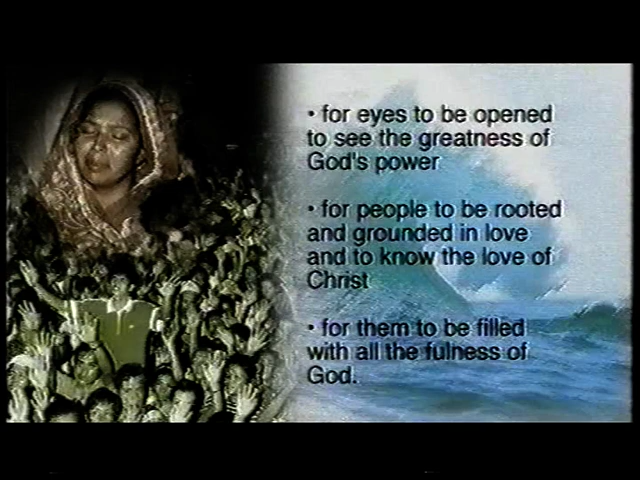 • for eyes to be opened
to see the greatness of
God's power
• for people to be rooted
and grounded in love
and to know the love of
Christ
• for them to be filled
with all the fulness of
God.